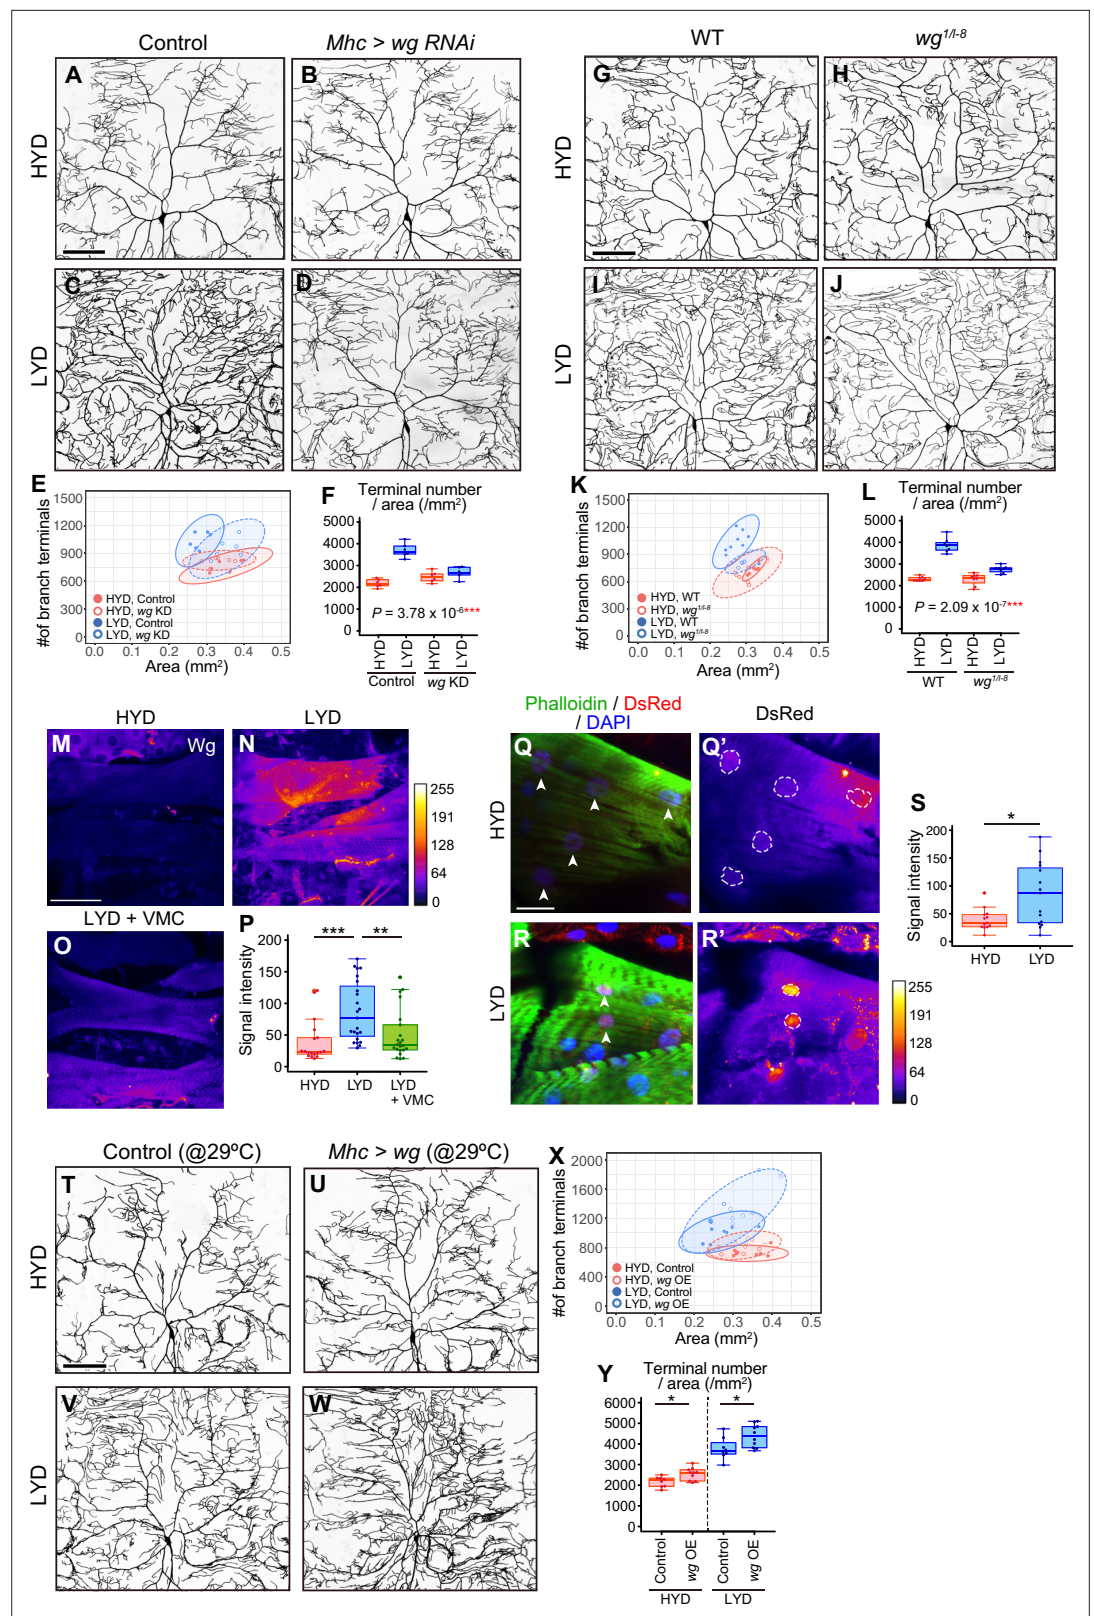 Control
Mhc > wg RNAi
WT
wg1/l-8
HYD
A
B
G
H
LYD
C
D
I
J
E
#of branch terminals
1500
1200
900
600
300
0
HYD, Control
HYD, wg KD
LYD, Control
LYD, wg KD
0.0 0.1 0.2 0.3 0.4 0.5
Area (mm2)
F
Terminal number
/ area (/mm2)
5000
4000
3000
2000
1000
0
P = 3.78 x 10-6***
HYD LYD HYD LYD
Control wg KD
K
#of branch terminals
1500
1200
900
600
300
0
HYD, WT
HYD, wg1/l-8
LYD, WT
LYD, wg1/l-8
0.0 0.1 0.2 0.3 0.4 0.5
Area (mm2)
L
Terminal number
/ area (/mm2)
5000
4000
3000
2000
1000
0
P = 2.09 x 10-7***
HYD LYD HYD LYD
WT wg1/l-8
HYD
LYD
M
Wg
N
255
191
128
64
0
LYD + VMC
O
P
Signal intensity
200
150
100
50
0
*** **
HYD LYD LYD
+ VMC
Phalloidin / DsRed
/ DAPI
DsRed
HYD
Q
Q'
LYD
R
R'
255
191
128
64
0
S
Signal intensity
200
150
100
50
0
*
HYD LYD
Control (@29ºC)
Mhc > wg (@29ºC)
HYD
T
U
LYD
V
W
X
#of branch terminals
2000
1600
1200
800
400
0
HYD, Control
HYD, wg OE
LYD, Control
LYD, wg OE
0.0 0.1 0.2 0.3 0.4 0.5
Area (mm2)
Y
Terminal number
/ area (/mm2)
6000
5000
4000
3000
2000
1000
0
* *
Control wg OE Control wg OE
HYD LYD